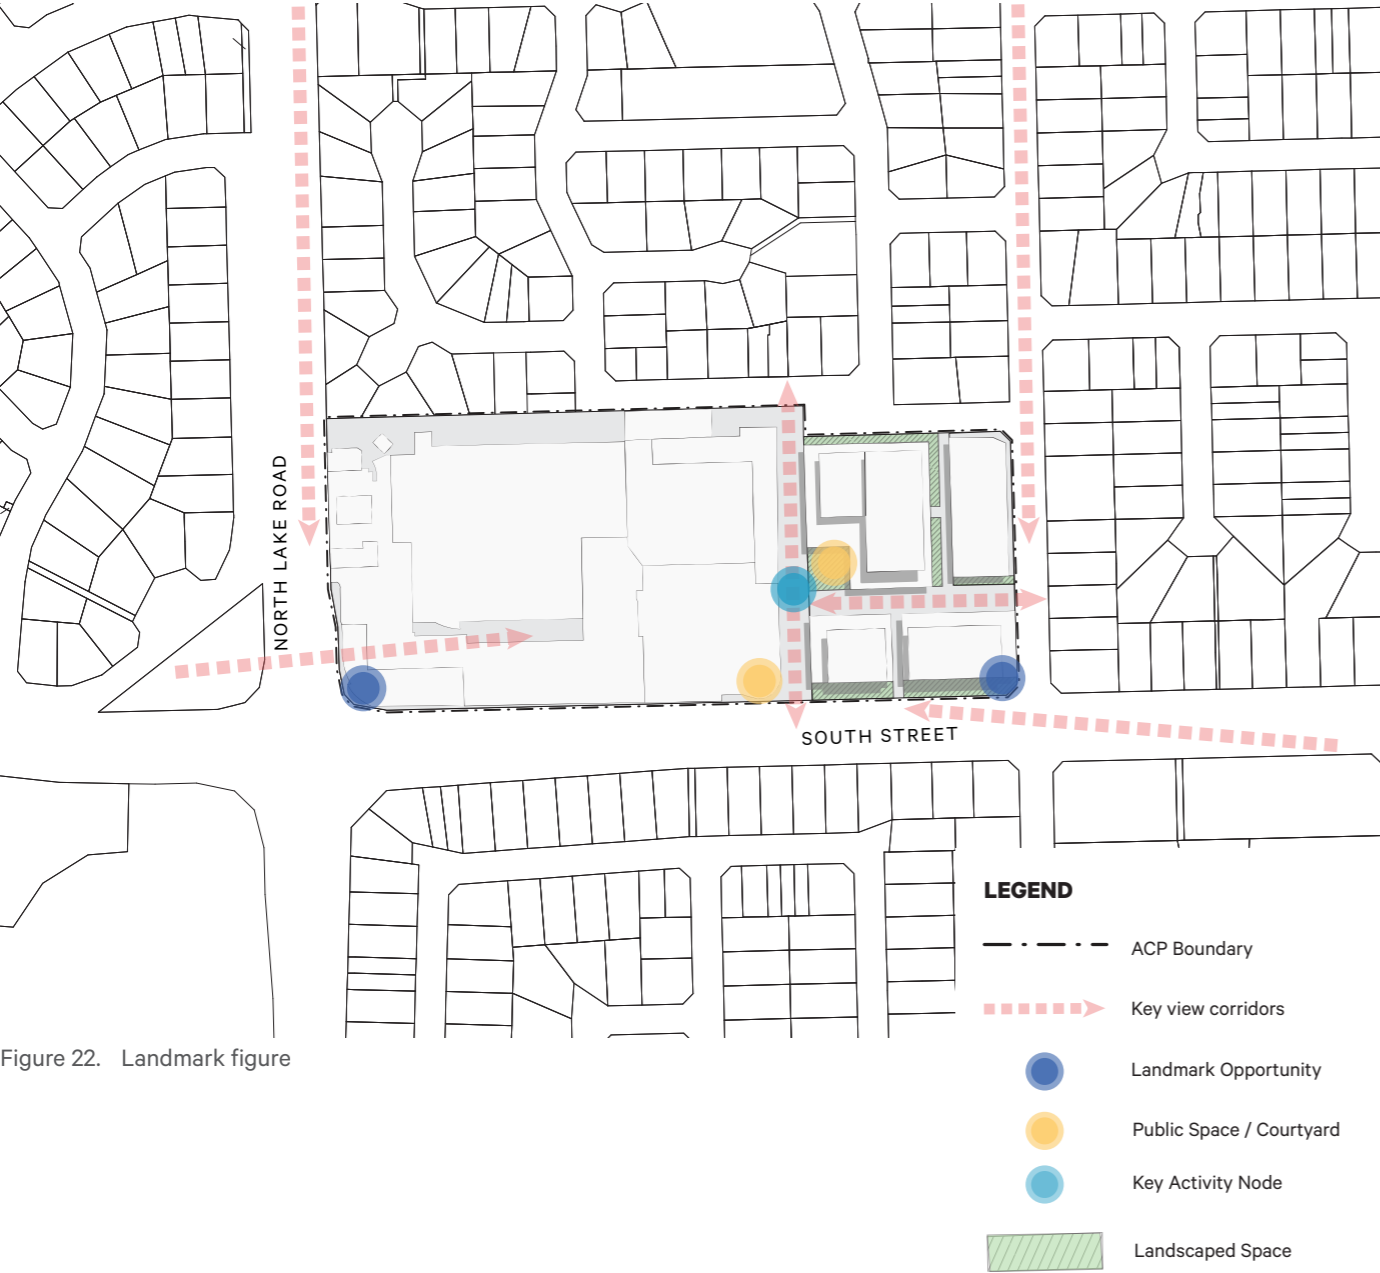 NORTH LAKE ROAD
SOUTH STREET
LEGEND
ACP Boundary
Key view corridors
Figure 22. Landmark figure
Landmark Opportunity
Public Space / Courtyard
Key Activity Node
Landscaped Space